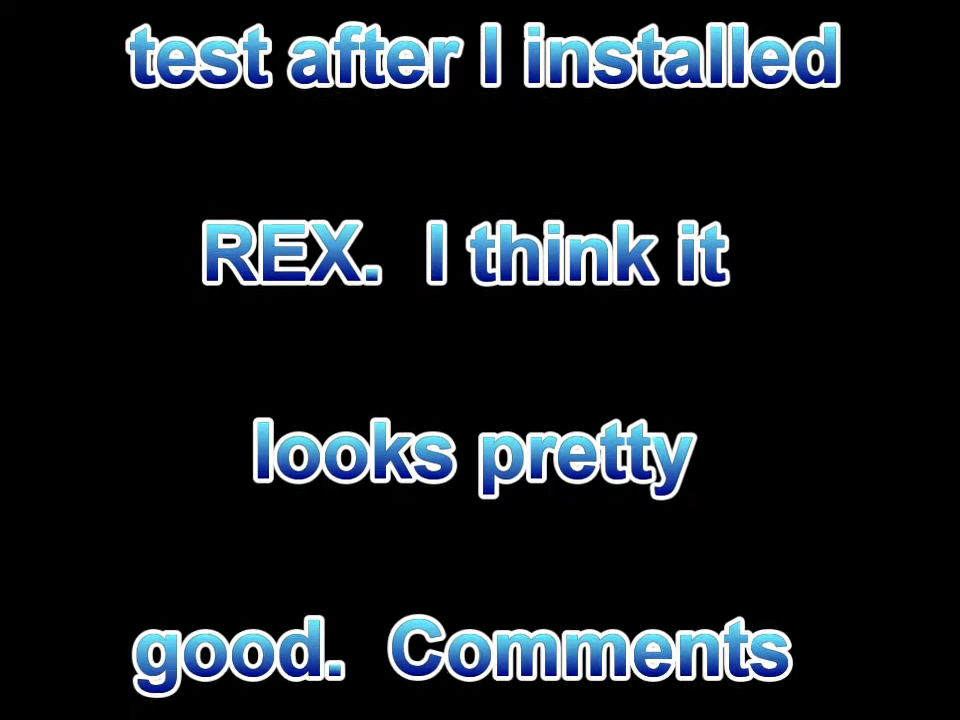 test after I installed
REX.  I think it
looks pretty
good.  Comments